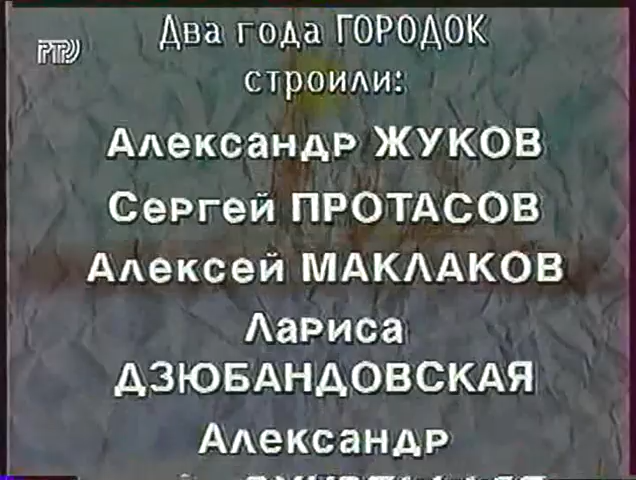 РТР
Два года ГОРОДОК
строили:
Александр ЖУКОВ
Сергей ПРОТАСОВ
Алексей МАКЛАКОВ
Лариса
ДЗЮБАНДОВСКАЯ
Александр